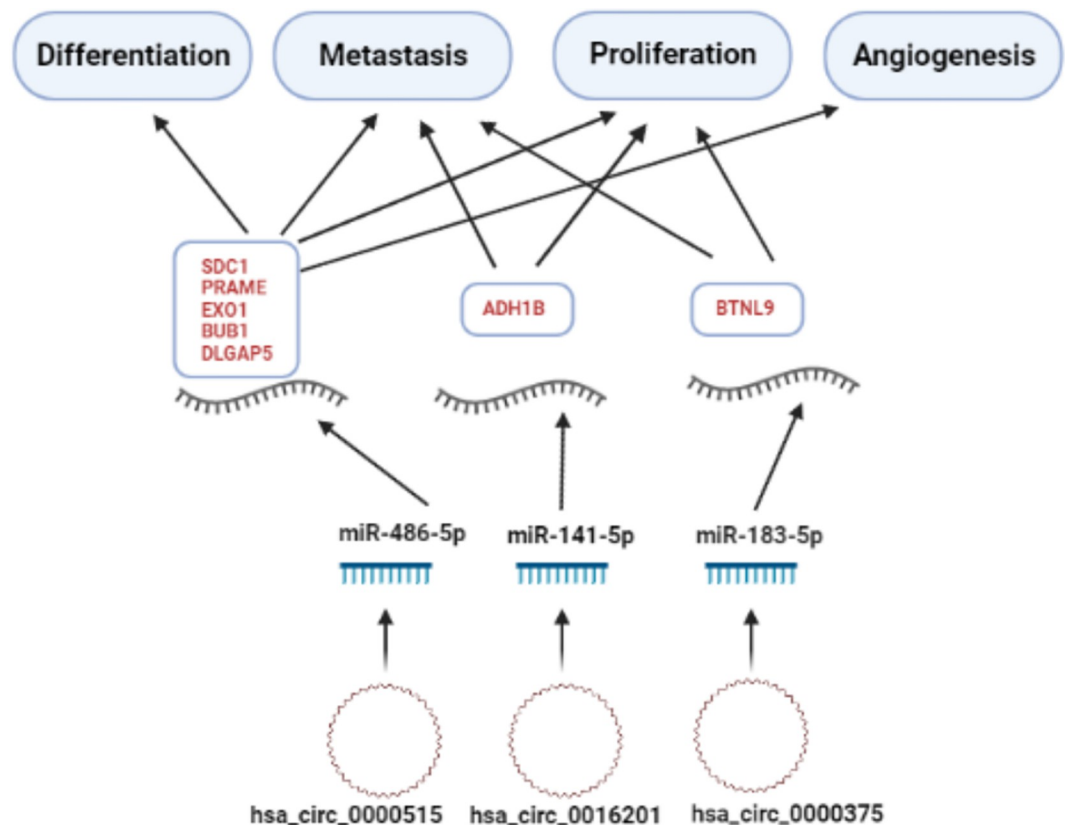 Differentiation
Metastasis
Proliferation
Angiogenesis
SDC1
PRAME
EXO1
BUB1
DLGAP5
ADH1B
BTNL9
miR-486-5p
miR-141-5p
miR-183-5p
hsa_circ_0000515
hsa_circ_0016201
hsa_circ_0000375